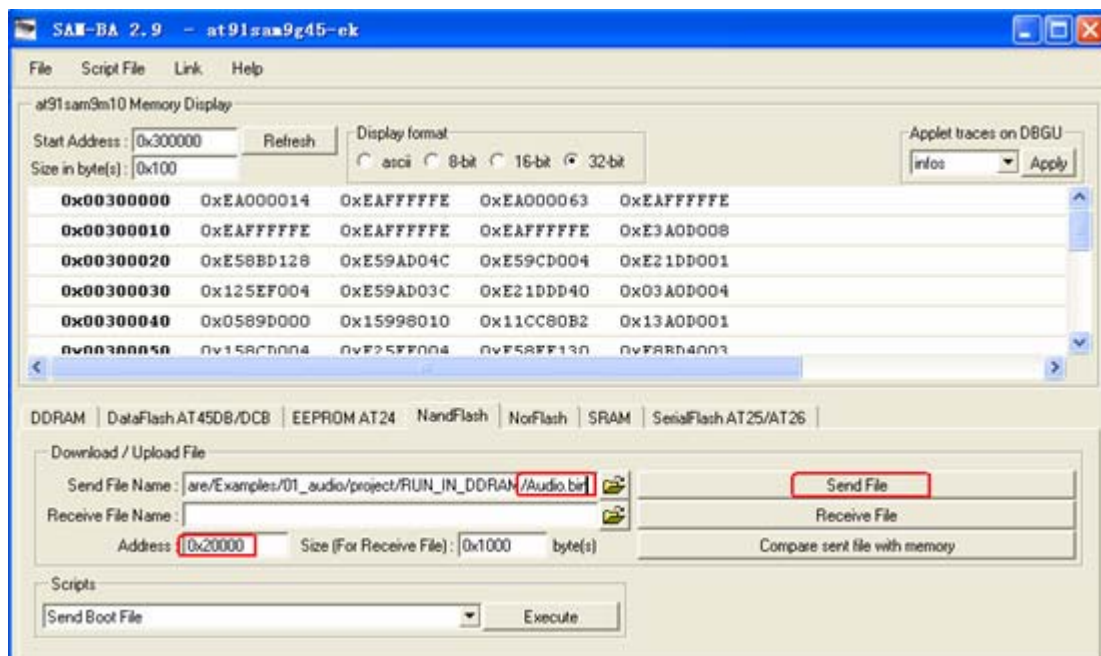 SAM-BA 2.9 - at91sam9g45-ek
File Script File Link Help
at91sam9m10 Memory Display
Start Address : 0x300000 Refresh
Size in byte(s) : 0x100
Display format
ascii 8-bit 16-bit 32-bit
Applet traces on DBGU
infos Apply
0x00300000 0xEA000014 0xEAFFFFFE 0xEA000063 0xEAFFFFFE
0x00300010 0xEAFFFFFE 0xEAFFFFFE 0xEAFFFFFE 0xE3A0D008
0x00300020 0xE58BD128 0xE59AD04C 0xE59CD004 0xE21DD001
0x00300030 0x125EF004 0xE59AD03C 0xE21DDD40 0x03A0D004
0x00300040 0x0589D000 0x15998010 0x11CC80B2 0x13A0D001
0x00300050 0x158CD004 0xE25EF004 0xE58EE130 0xE8BD4003
DDRAM DataFlash AT45DB/DCB EEPROM AT24 NandFlash NorFlash SRAM SerialFlash AT25/AT26
Download / Upload File
Send File Name : are/Examples/01_audio/project/RUN_IN_DDRAM/Audio.bin Send File
Receive File Name : Receive File
Address : 0x20000 Size (For Receive File) : 0x1000 byte(s) Compare sent file with memory
Scripts
Send Boot File Execute